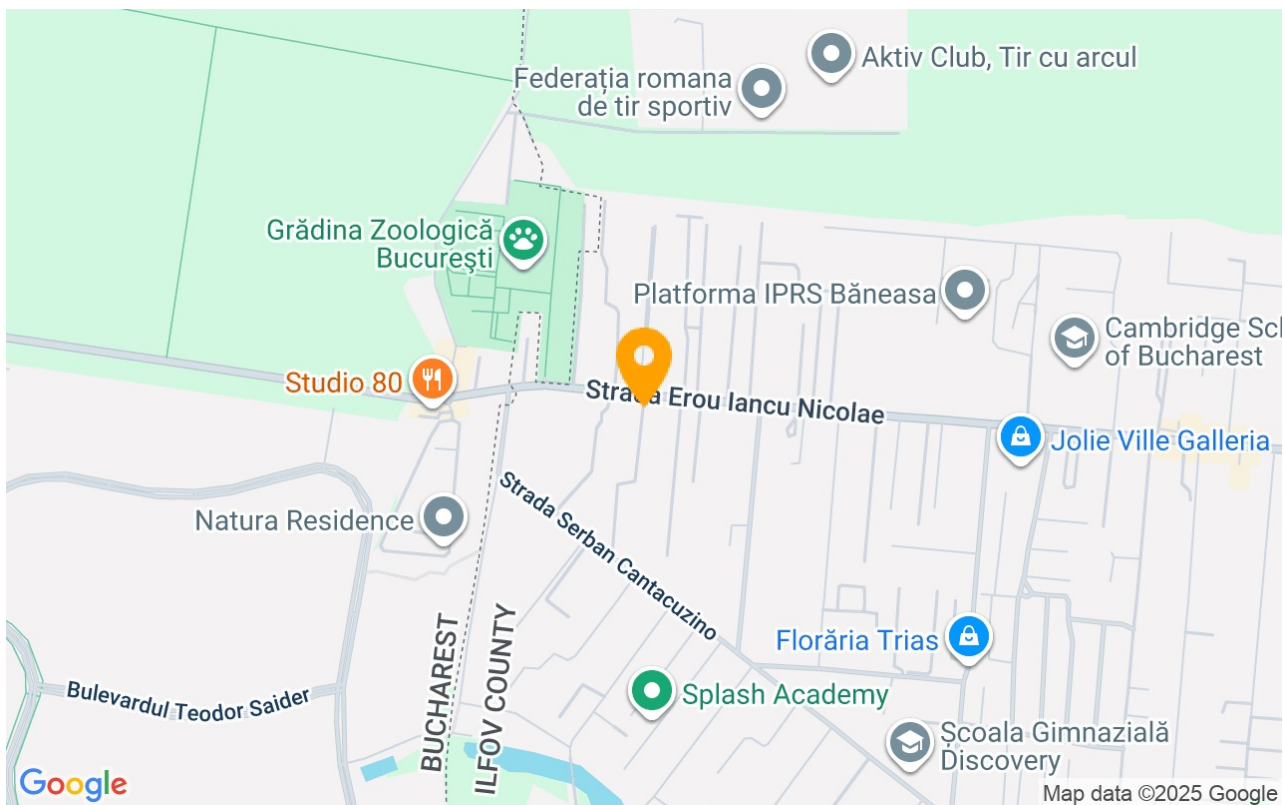 Aktiv Club, Tir cu arcul
Federația romana
de tir sportiv
Grădina Zoologică
Bucureşti
Platforma IPRS Băneasa
Cambridge Scl
of Bucharest
Studio 80
Strada Erou Iancu Nicolae
Jolie Ville Galleria
Natura Residence
Strada Serban Cantacuzino
BUCHAREST
ILFOV COUNTY
Florăria Trias
Bulevardul Teodor Saider
Splash Academy
Școala Gimnazială
Discovery
Google
Map data ©2025 Google